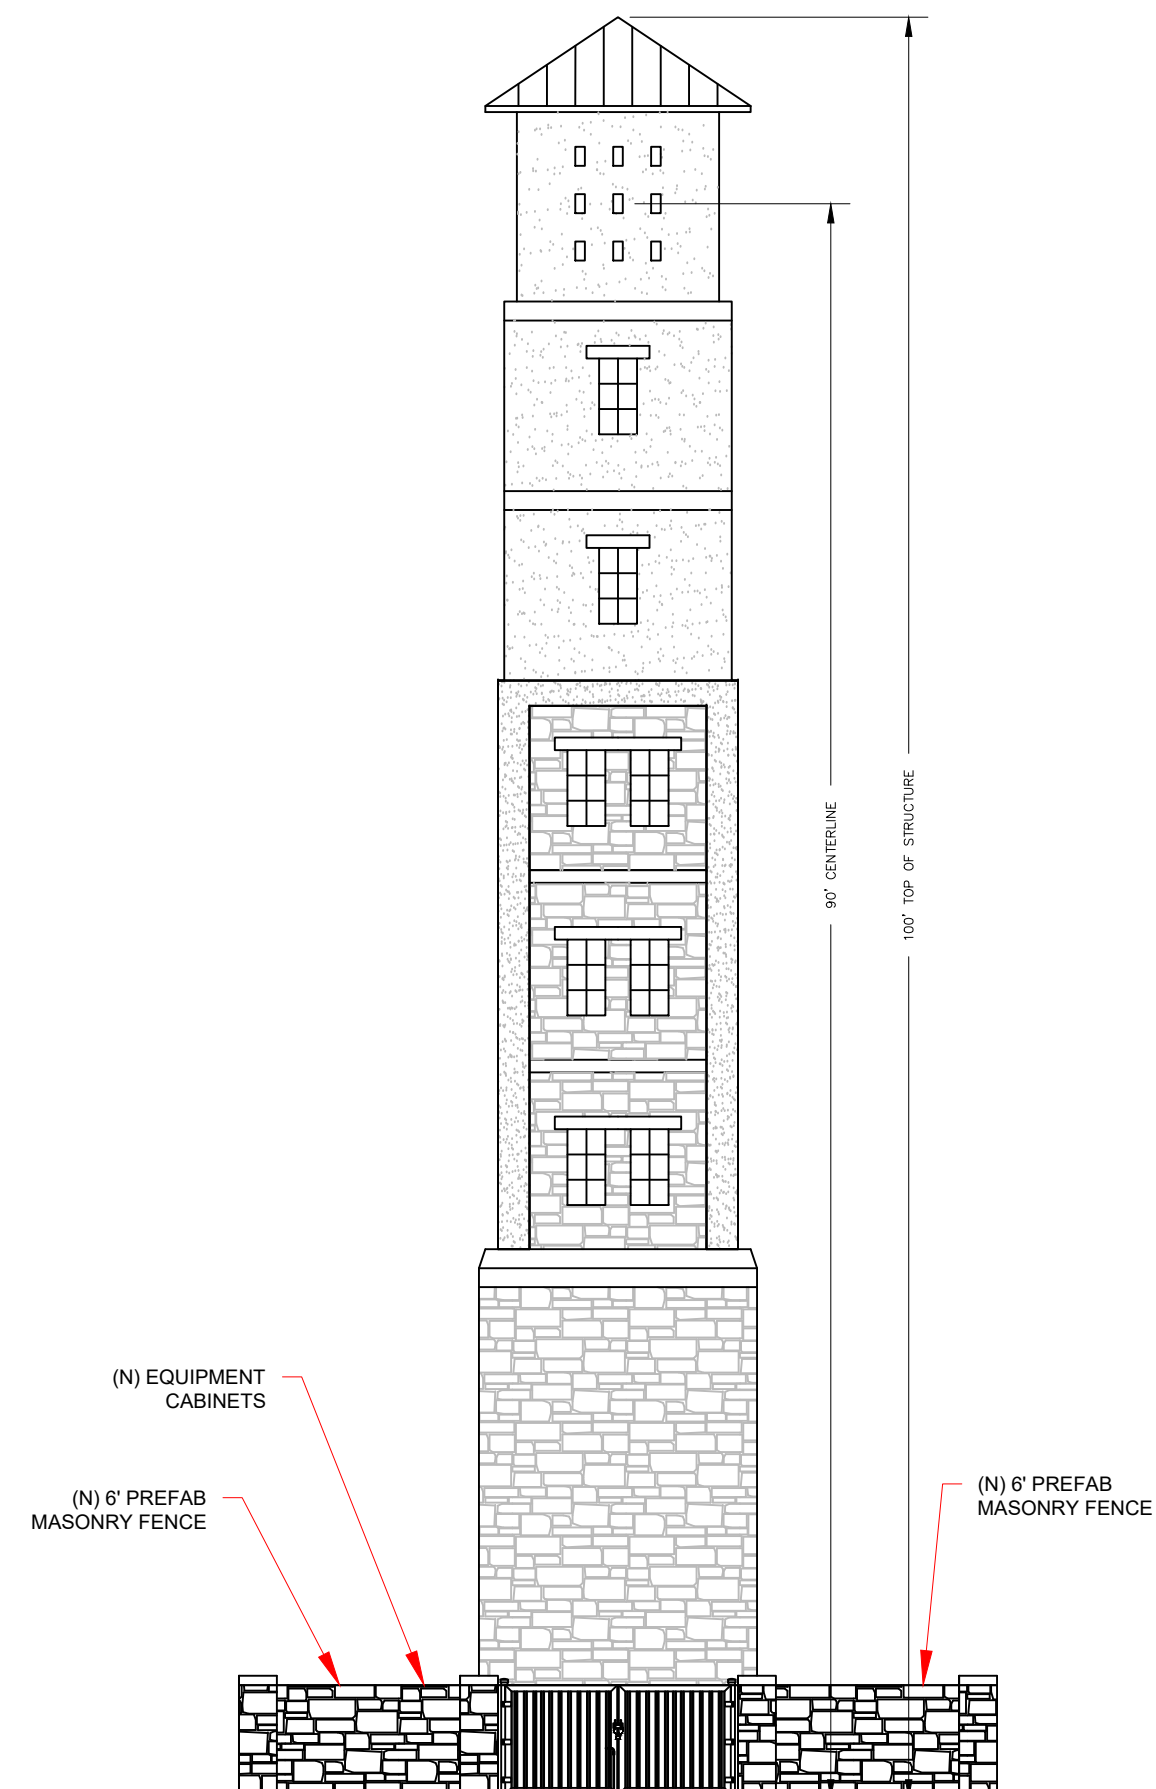 90' CENTERLINE
100' TOP OF STRUCTURE
(N) EQUIPMENT
CABINETS
(N) 6' PREFAB
MASONRY FENCE
(N) 6' PREFAB
MASONRY FENCE